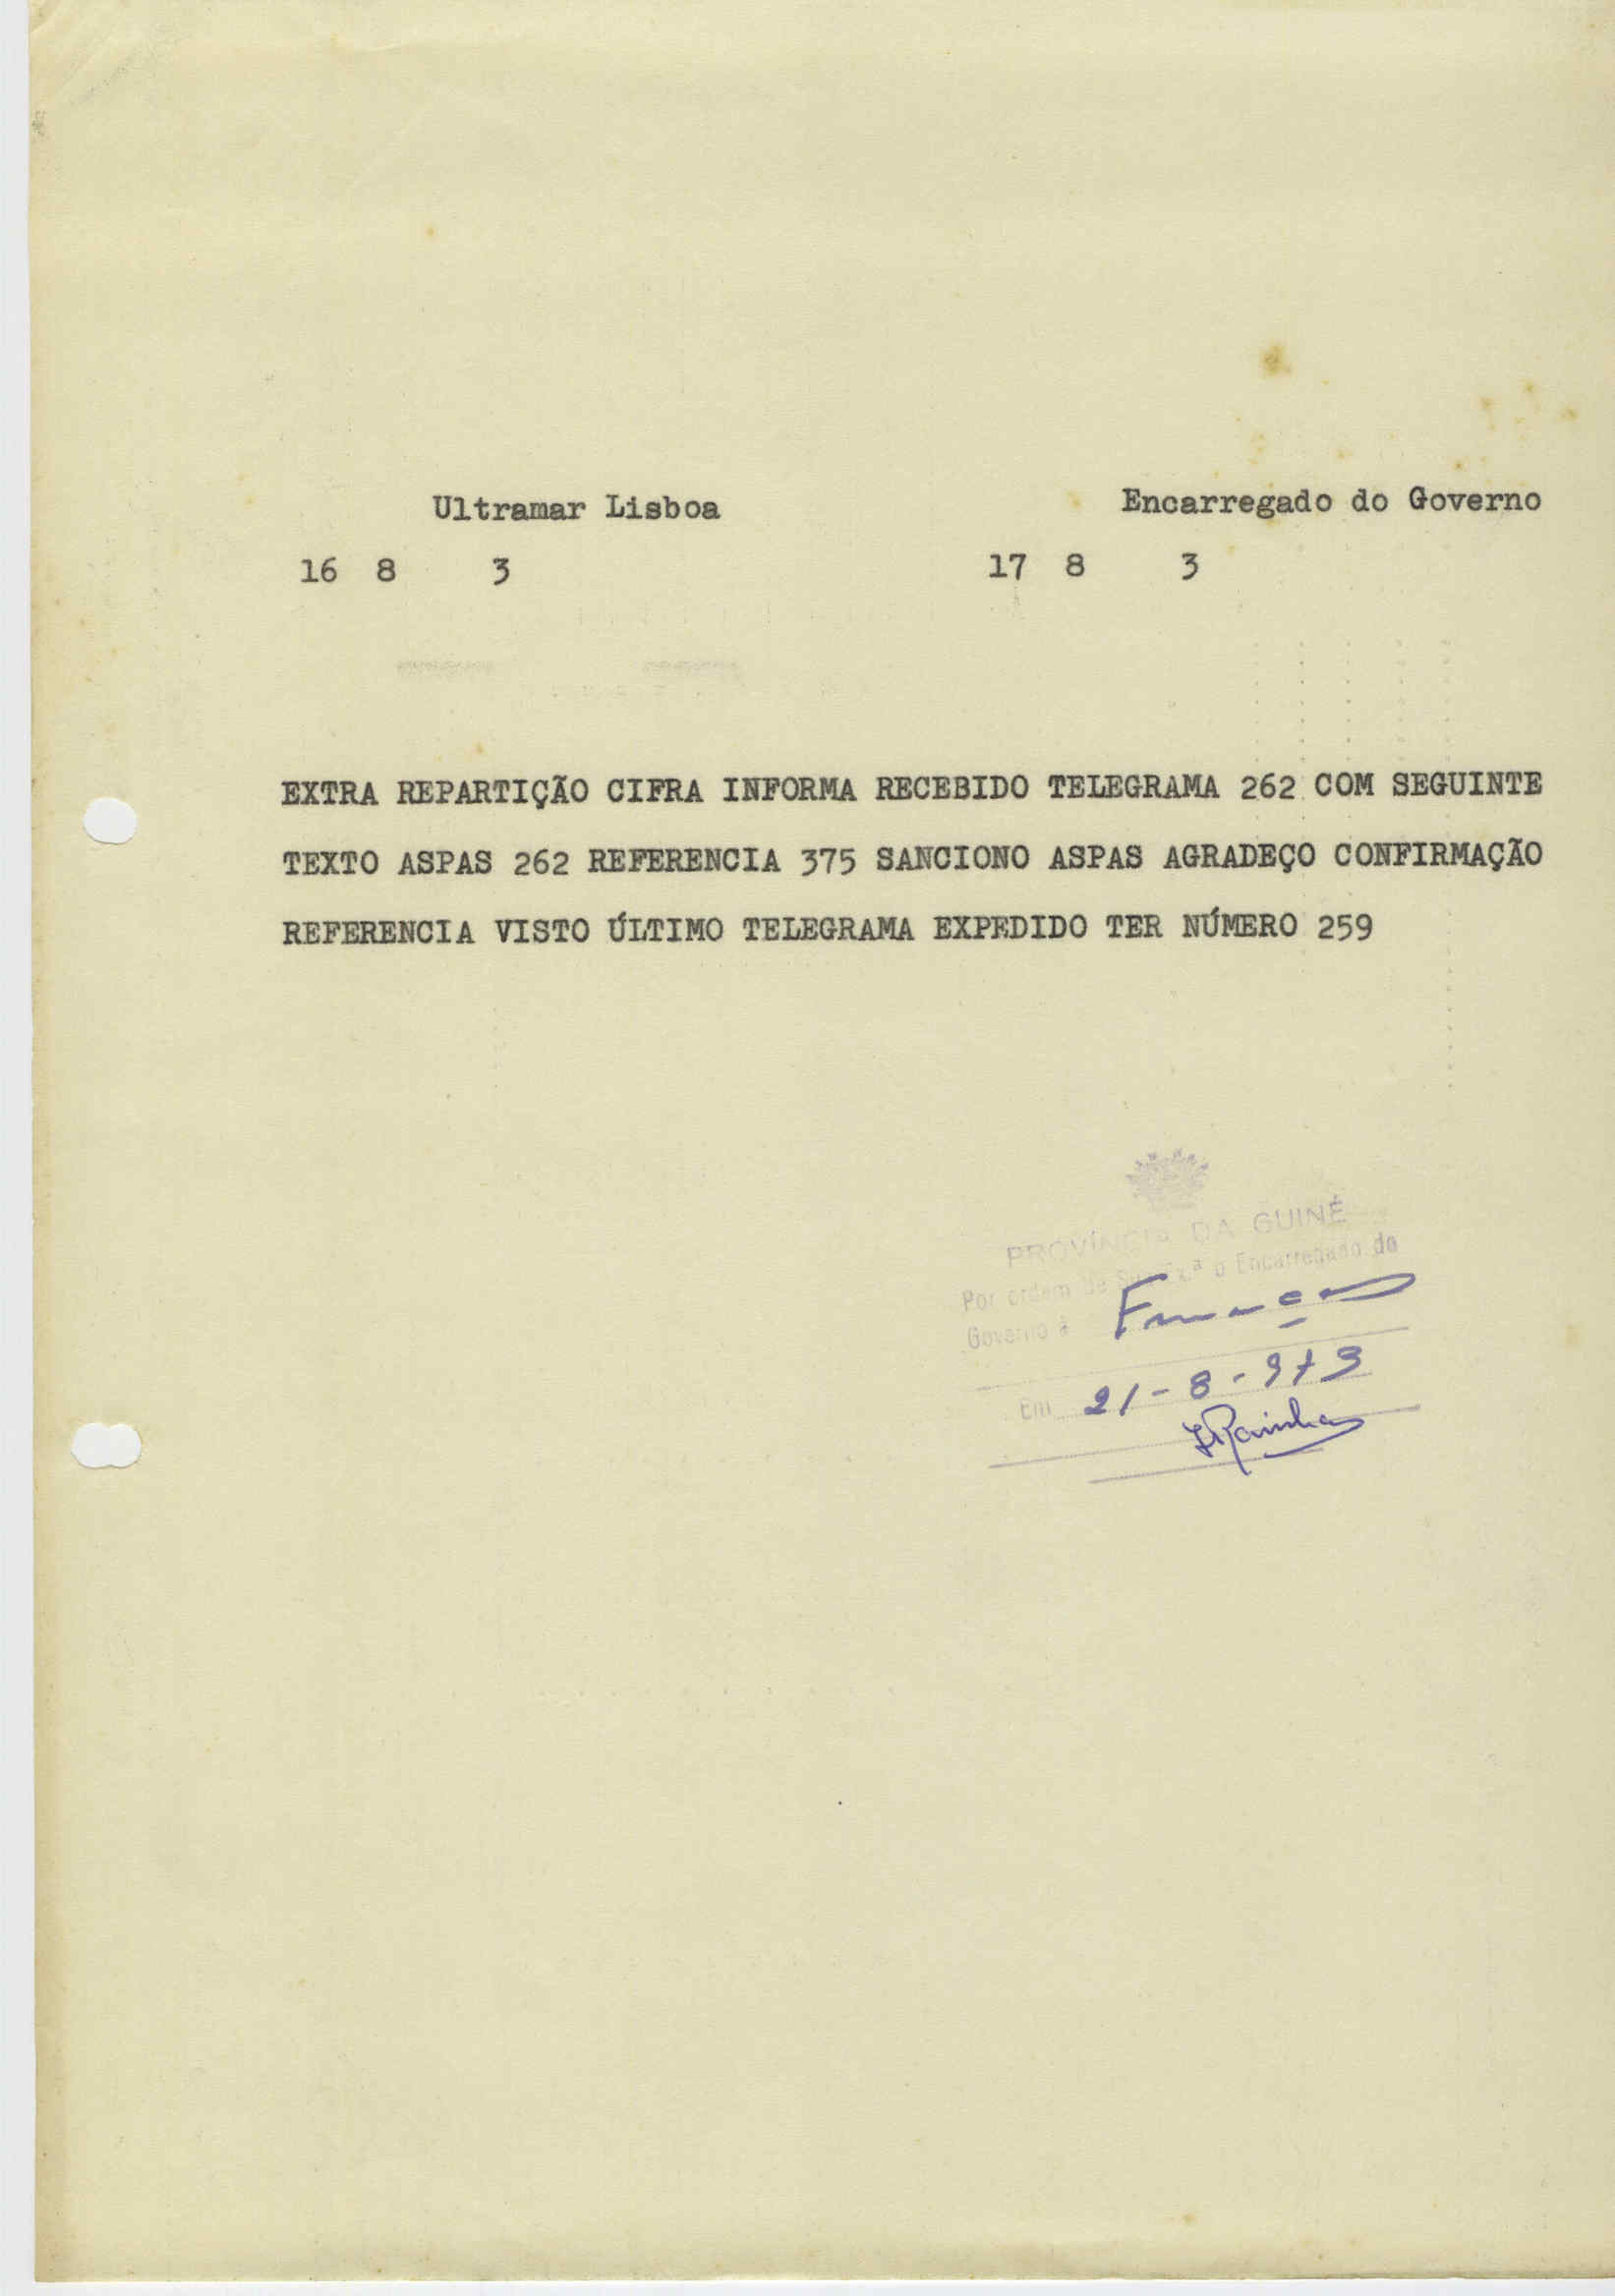 Ultramar Lisboa
Encarregado do Governo
16 8 3
17 8 3
EXTRA REPARTIÇÃO CIFRA INFORMA RECEBIDO TELEGRAMA 262 COM SEGUINTE
TEXTO ASPAS 262 REFERENCIA 375 SANCIONO ASPAS AGRADEÇO CONFIRMAÇÃO
REFERENCIA VISTO ÚLTIMO TELEGRAMA EXPEDIDO TER NÚMERO 259
PROVÍNCIA DA GUINÉ
Por ordem de Sua Ex.ª o Encarregado do
Governo à
Em 21-8-973